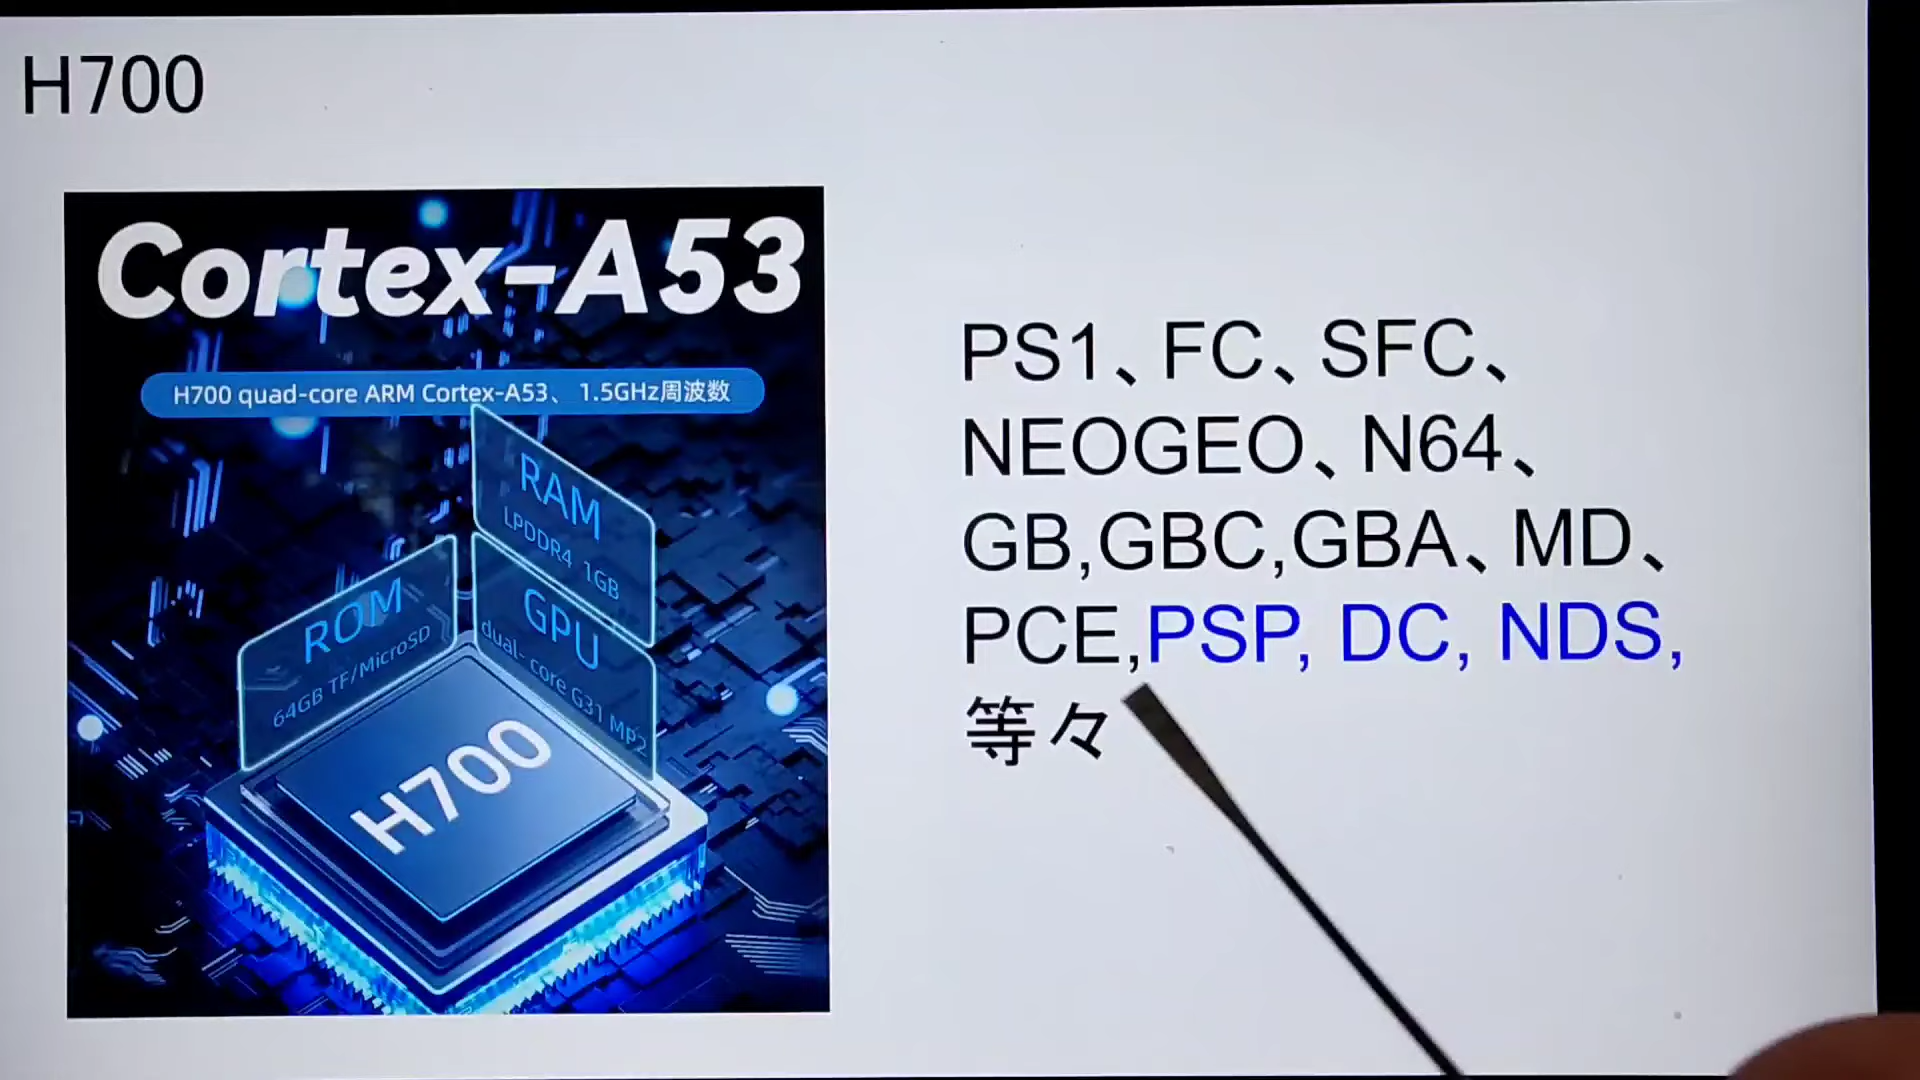 H700
Cortex-A53
H700 quad-core ARM Cortex-A53、1.5GHz周波数
RAM
LPDDR4 1GB
ROM
64GB TF/MicroSD
GPU
dual- core G31 MP2
H700
PS1、FC、SFC、
NEOGEO、N64、
GB,GBC,GBA、MD、
PCE,PSP, DC, NDS,
等々